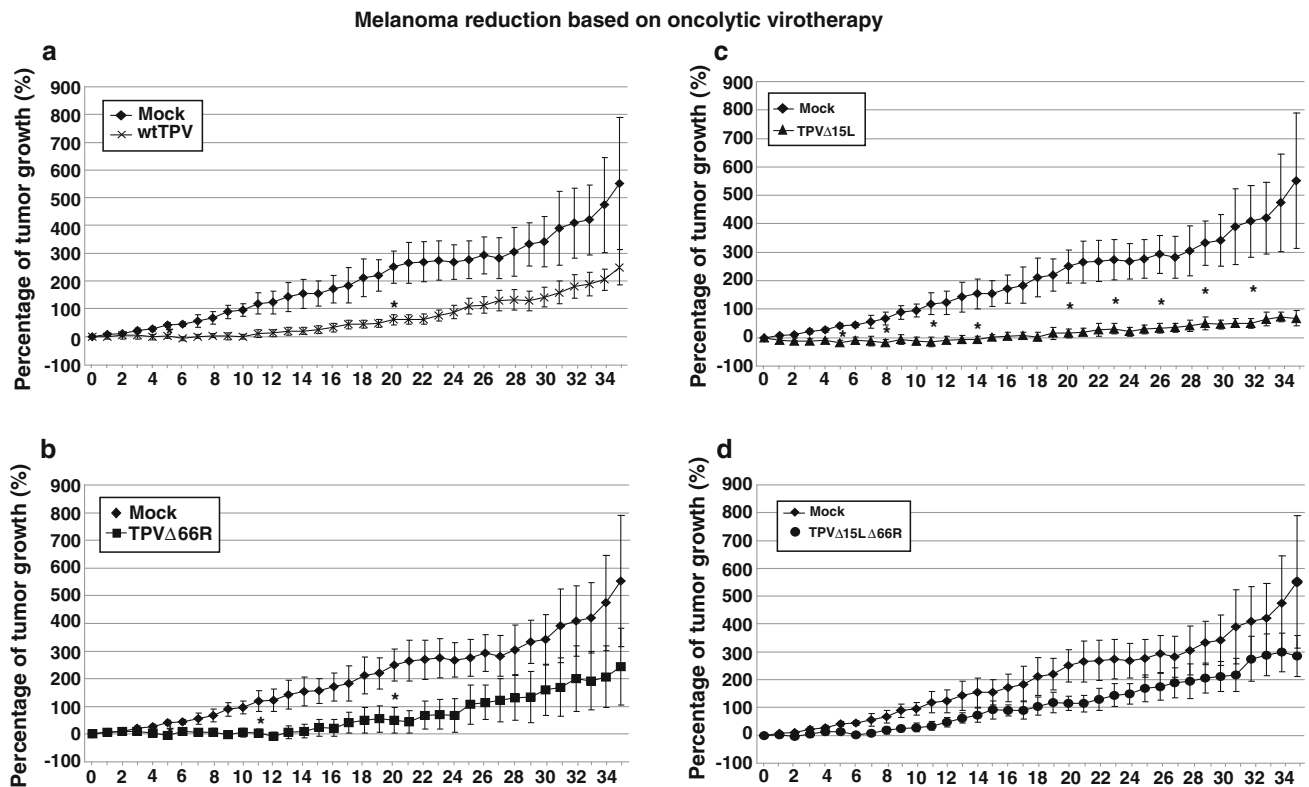 Melanoma reduction based on oncolytic virotherapy
a
Percentage of tumor growth (%)
900
800
700
600
500
400
300
200
100
0
-100
Mock
wtTPV
*
*
0 2 4 6 8 10 12 14 16 18 20 22 24 26 28 30 32 34
c
Percentage of tumor growth (%)
900
800
700
600
500
400
300
200
100
0
-100
Mock
TPVΔ15L
* * * * * * * * *
0 2 4 6 8 10 12 14 16 18 20 22 24 26 28 30 32 34
b
Percentage of tumor growth (%)
900
800
700
600
500
400
300
200
100
0
-100
Mock
TPVΔ66R
*
*
0 2 4 6 8 10 12 14 16 18 20 22 24 26 28 30 32 34
d
Percentage of tumor growth (%)
900
800
700
600
500
400
300
200
100
0
-100
Mock
TPVΔ15LΔ66R
0 2 4 6 8 10 12 14 16 18 20 22 24 26 28 30 32 34